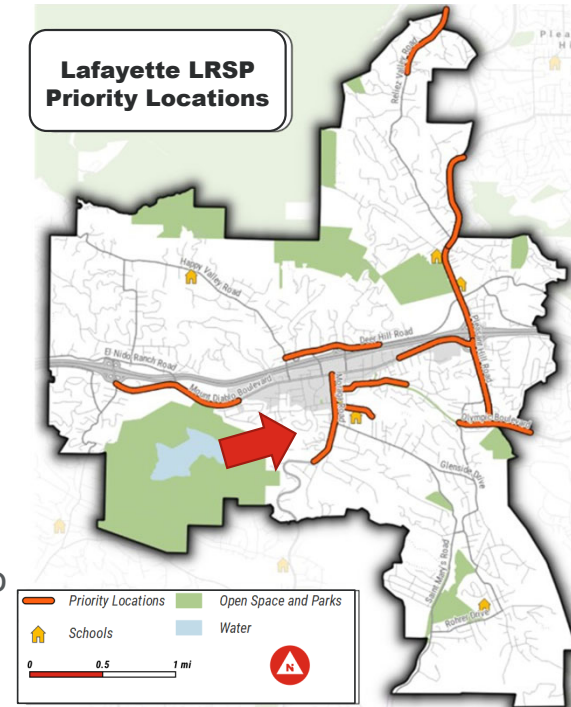 Lafayette LRSP
Priority Locations
Reliez Valley Road
Happy Valley Road
Deer Hill Road
El Nido Ranch Road
Mount Diablo Boulevard
Pleasant Hill Road
Moraga Road
Olympic Boulevard
Glenside Drive
Saint Mary's Road
Rohrer Drive
Priority Locations
Open Space and Parks
Schools
Water
0 0.5 1 mi
N